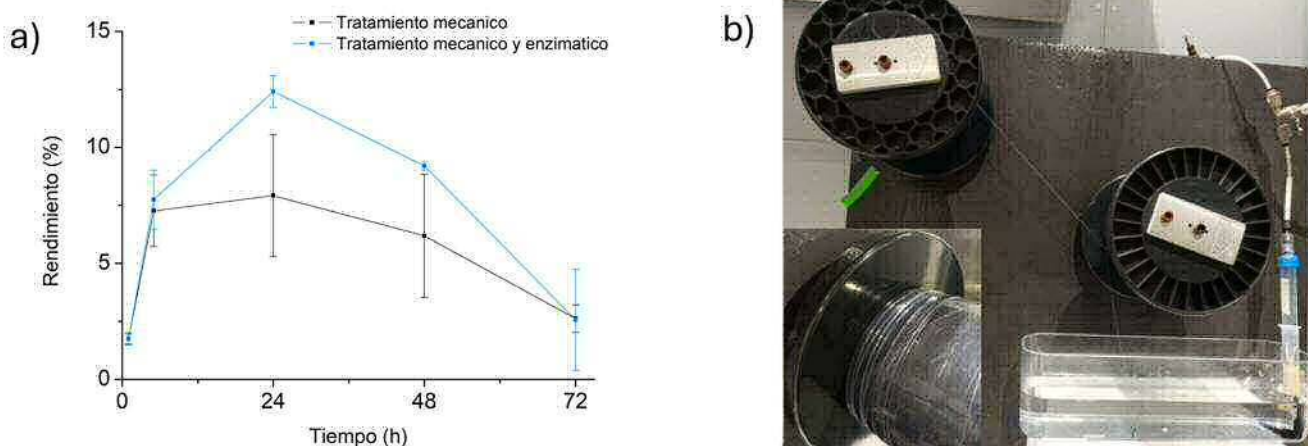 a)
Tratamiento mecanico
Tratamiento mecanico y enzimatico
15
10
5
0
Rendimiento (%)
0 24 48 72
Tiempo (h)
b)